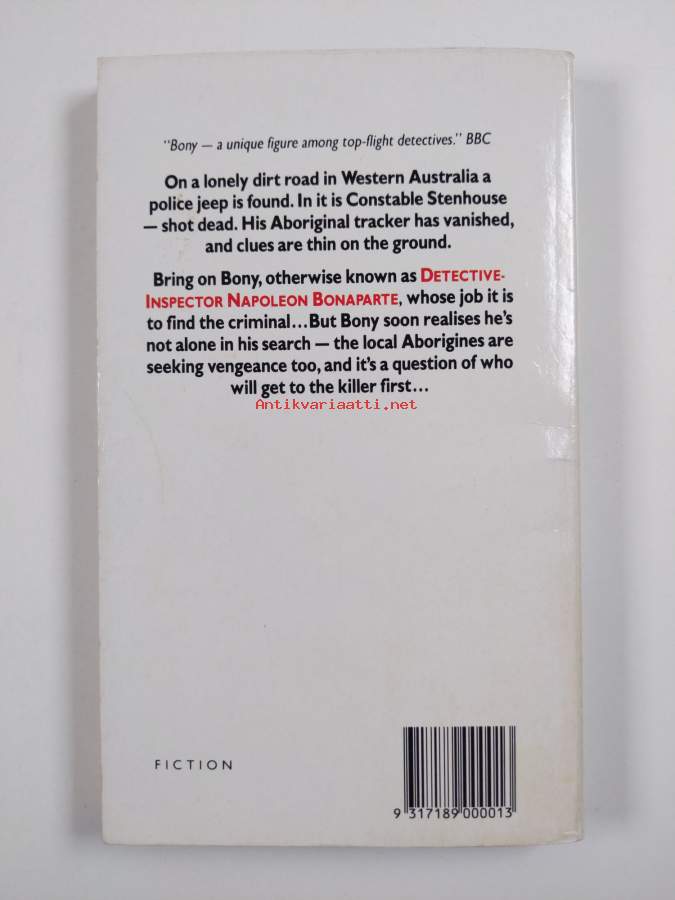 "Bony — a unique figure among top-flight detectives." BBC
On a lonely dirt road in Western Australia a
police jeep is found. In it is Constable Stenhouse
— shot dead. His Aboriginal tracker has vanished,
and clues are thin on the ground.
Bring on Bony, otherwise known as DETECTIVE-
INSPECTOR NAPOLEON BONAPARTE, whose job it is
to find the criminal...But Bony soon realises he's
not alone in his search — the local Aborigines are
seeking vengeance too, and it's a question of who
will get to the killer first...
Antikvariaatti.net
FICTION
9 317189 000013